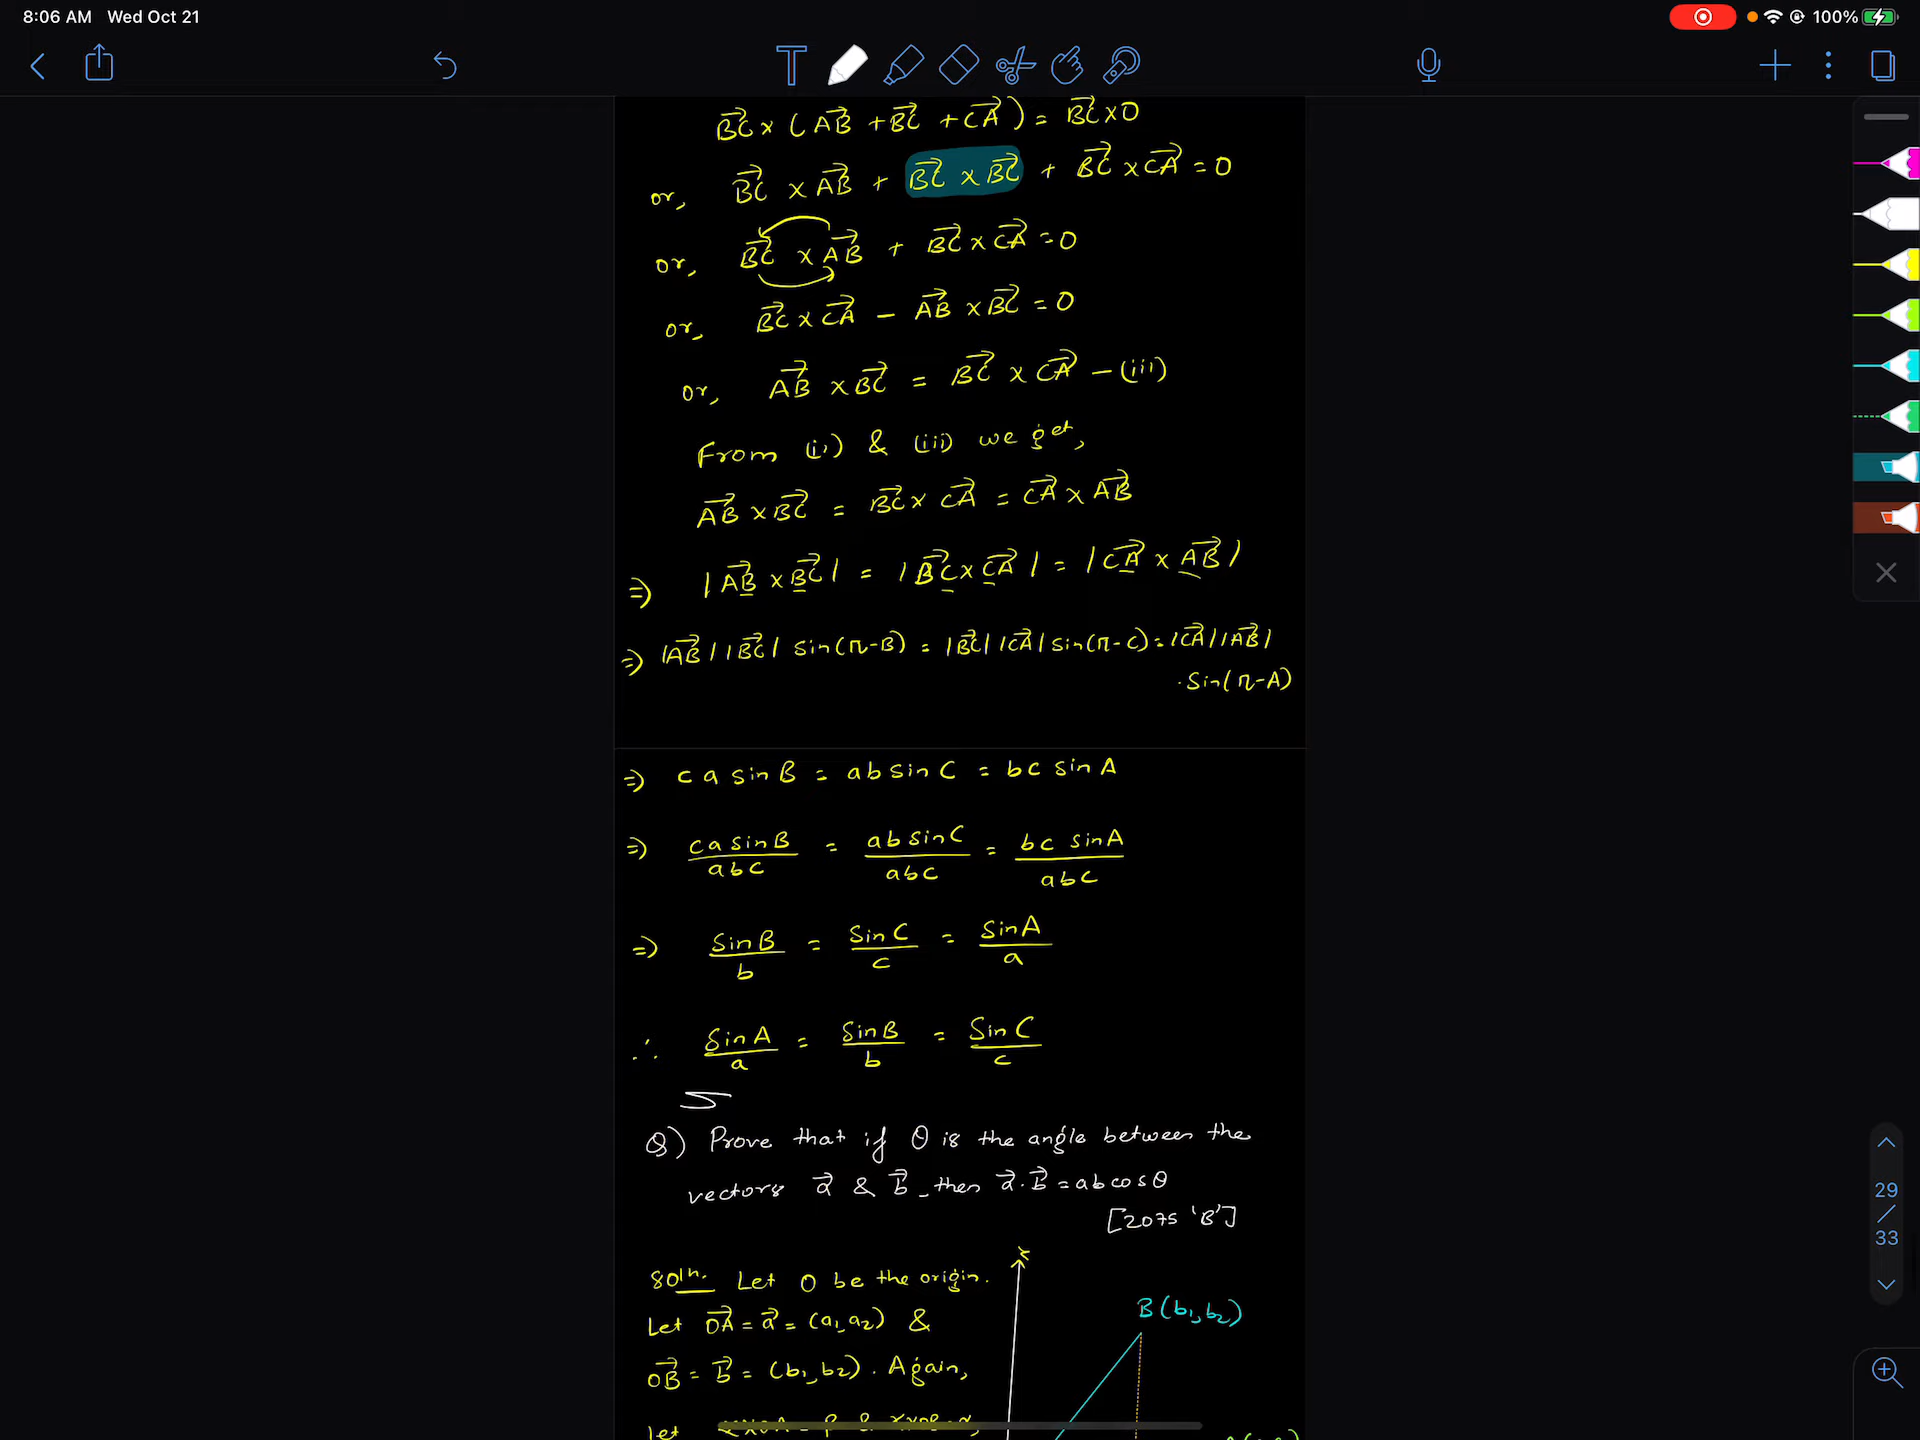 8:06 AM Wed Oct 21 100%
BC⃗ × (AB⃗ + BC⃗ + CA⃗) = BC⃗ × 0
or, BC⃗ × AB⃗ + BC⃗ × BC⃗ + BC⃗ × CA⃗ = 0
or, BC⃗ × AB⃗ + BC⃗ × CA⃗ = 0
or, BC⃗ × CA⃗ - AB⃗ × BC⃗ = 0
or, AB⃗ × BC⃗ = BC⃗ × CA⃗ - (iii)
From (i) & (iii) we get,
AB⃗ × BC⃗ = BC⃗ × CA⃗ = CA⃗ × AB⃗
⇒ |AB⃗ × BC⃗| = |BC⃗ × CA⃗| = |CA⃗ × AB⃗|
⇒ |AB⃗||BC⃗| sin(π-B) = |BC⃗||CA⃗| sin(π-C) = |CA⃗||AB⃗|
. sin(π-A)
⇒ ca sinB = ab sinC = bc sinA
⇒ ca sinB / abc = ab sinC / abc = bc sinA / abc
⇒ sinB / b = sinC / c = sinA / a
∴ sinA / a = sinB / b = sinC / c
Q) Prove that if θ is the angle between the
vectors a⃗ & b⃗, then a⃗.b⃗ = ab cosθ
[2075 'B']
Soln. Let O be the origin.
Let OA⃗ = a⃗ = (a₁, a₂) &
OB⃗ = b⃗ = (b₁, b₂). Again,
Let
B(b₁, b₂)
29
/
33